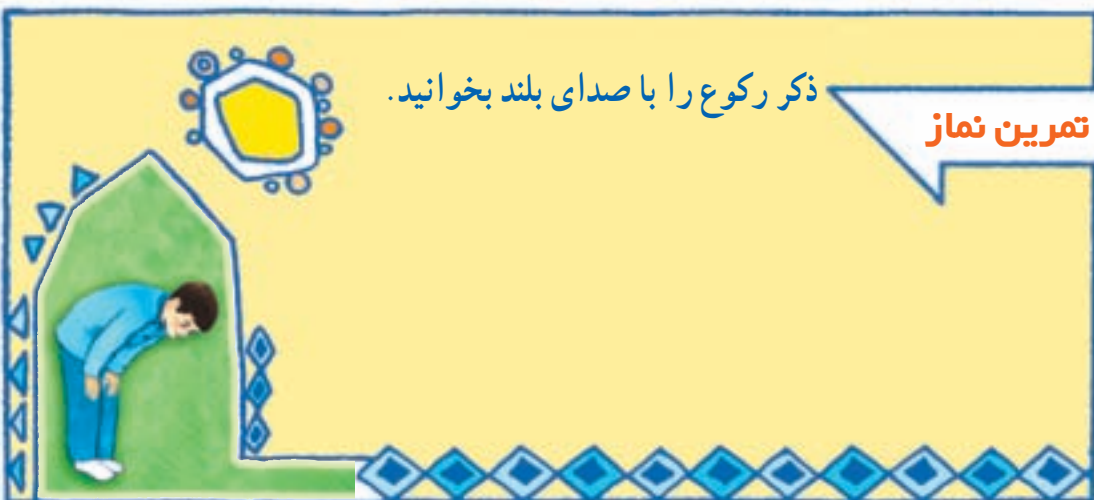 تمرین نماز
ذکر رکوع را با صدای بلند بخوانید.